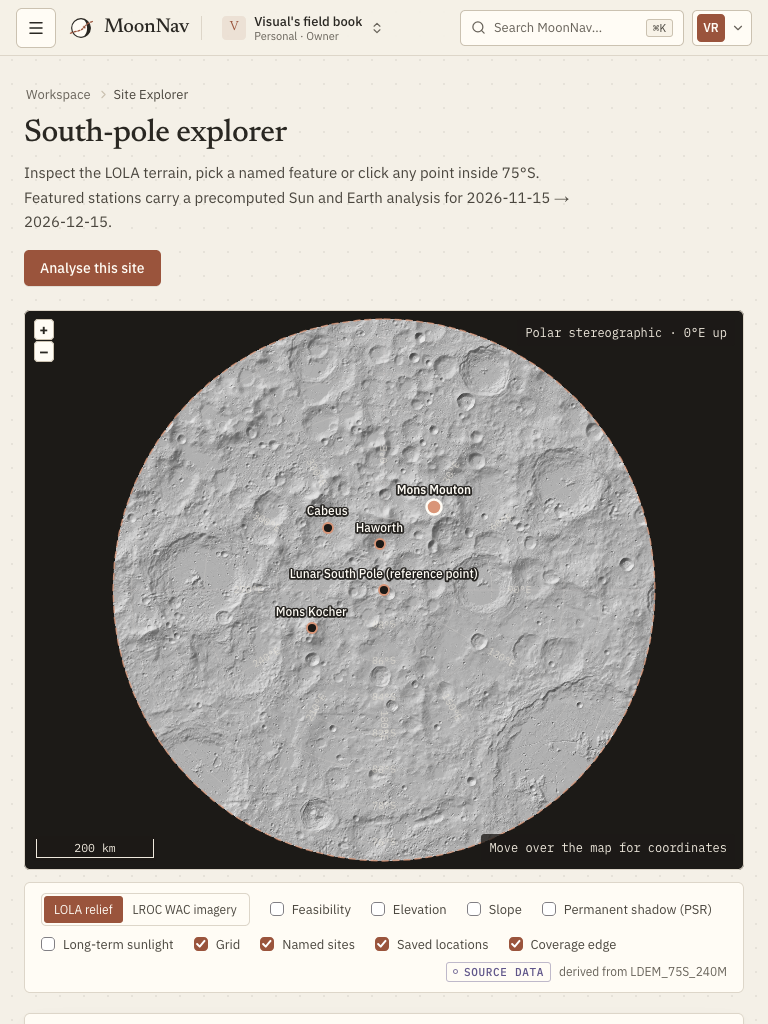 MoonNav
V
Visual's field book
Personal · Owner
Search MoonNav...
⌘K
VR
Workspace
Site Explorer
South-pole explorer
Inspect the LOLA terrain, pick a named feature or click any point inside 75°S.
Featured stations carry a precomputed Sun and Earth analysis for 2026-11-15 →
2026-12-15.
Analyse this site
+
−
Polar stereographic · 0°E up
Mons Mouton
Cabeus
Haworth
Lunar South Pole (reference point)
Mons Kocher
200 km
Move over the map for coordinates
LOLA relief
LROC WAC imagery
Feasibility
Elevation
Slope
Permanent shadow (PSR)
Long-term sunlight
Grid
Named sites
Saved locations
Coverage edge
SOURCE DATA
derived from LDEM_75S_240M